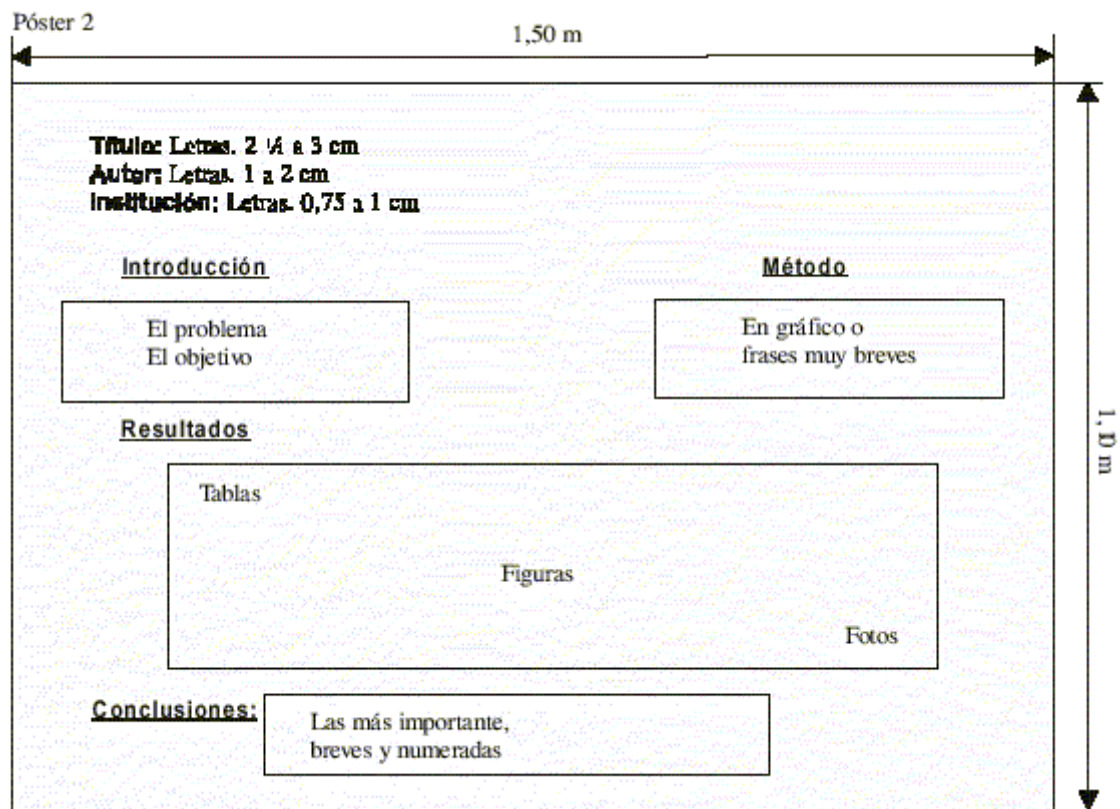 Póster 2
1,50 m
Título: Letras. 2 ½ a 3 cm
Autor: Letras. 1 a 2 cm
Institución: Letras. 0,75 a 1 cm
Introducción
Método
El problema
El objetivo
En gráfico o
frases muy breves
Resultados
1, D m
Tablas
Figuras
Fotos
Conclusiones:
Las más importante,
breves y numeradas